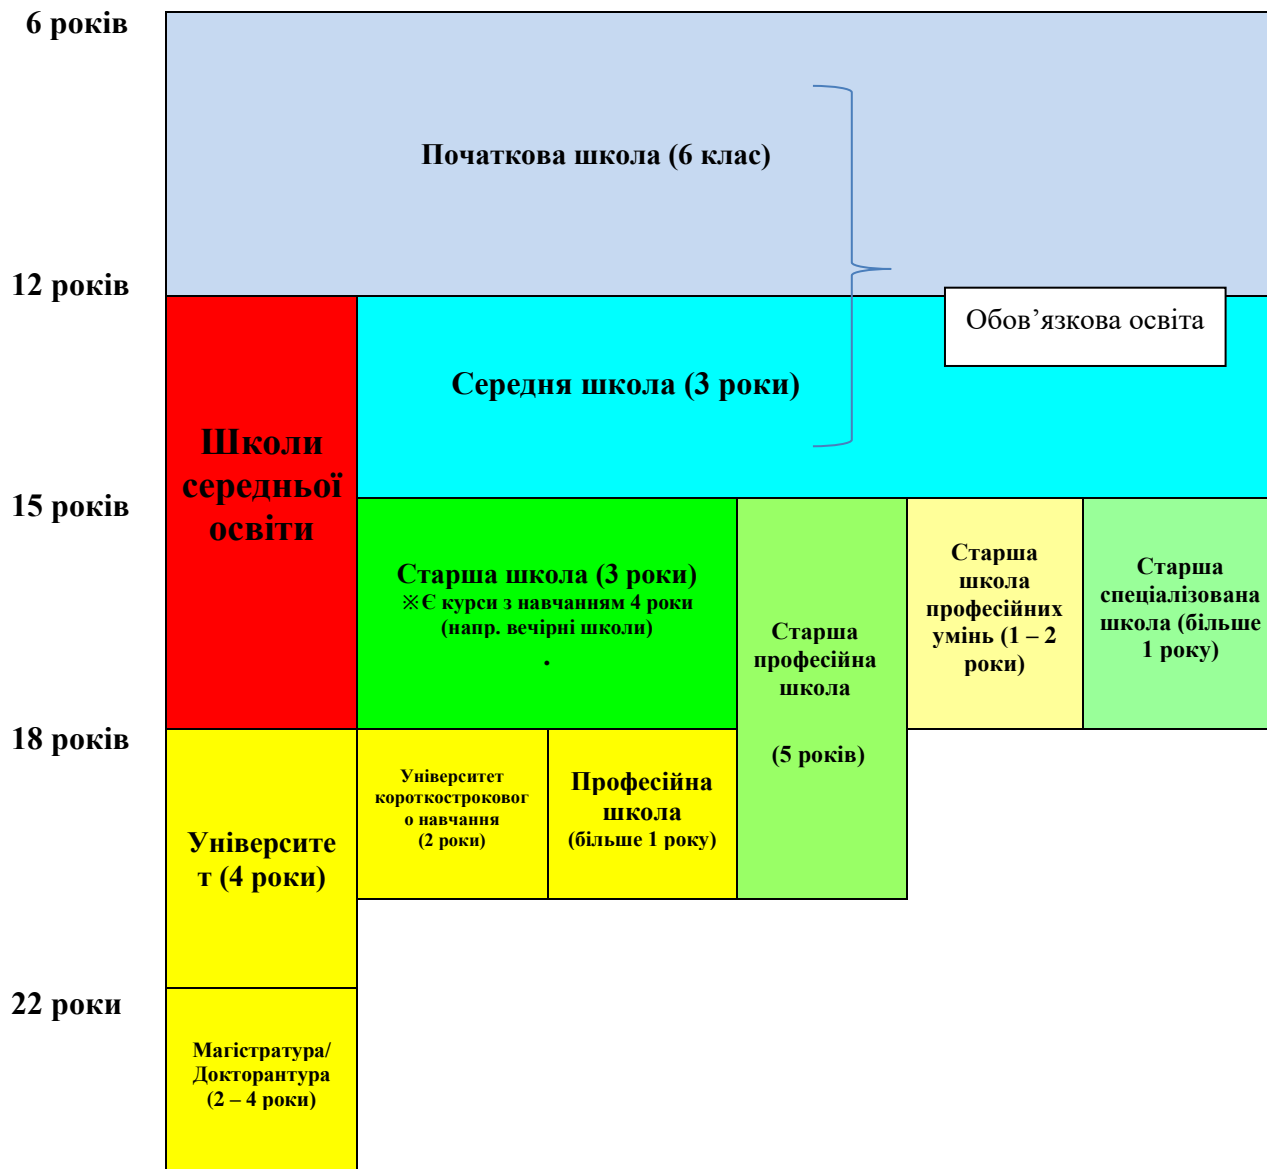 6 років
Початкова школа (6 клас)
12 років
Обов’язкова освіта
Середня школа (3 роки)
Школи
середньої
освіти
15 років
Старша школа (3 роки)
※Є курси з навчанням 4 роки
(напр. вечірні школи)
.
Старша
професійна
школа
(5 років)
Старша
школа
професійних
умінь (1 – 2
роки)
Старша
спеціалізована
школа (більше
1 року)
18 років
Університе
т (4 роки)
Університет
короткостроковог
о навчання
(2 роки)
Професійна
школа
(більше 1 року)
22 роки
Магістратура/
Докторантура
(2 – 4 роки)